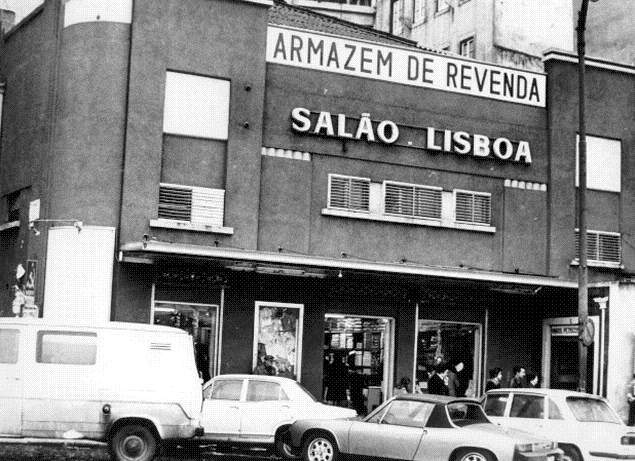 ARMAZEM DE REVENDA
SALÃO . LISBOA